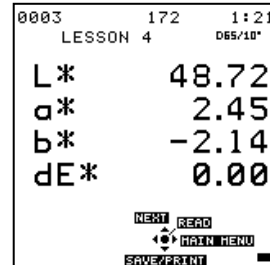 0003 172 1:21
LESSON 4 D65/10°
L* 48.72
a* 2.45
b* -2.14
dE* 0.00
NEXT READ
MAIN MENU
SAVE/PRINT